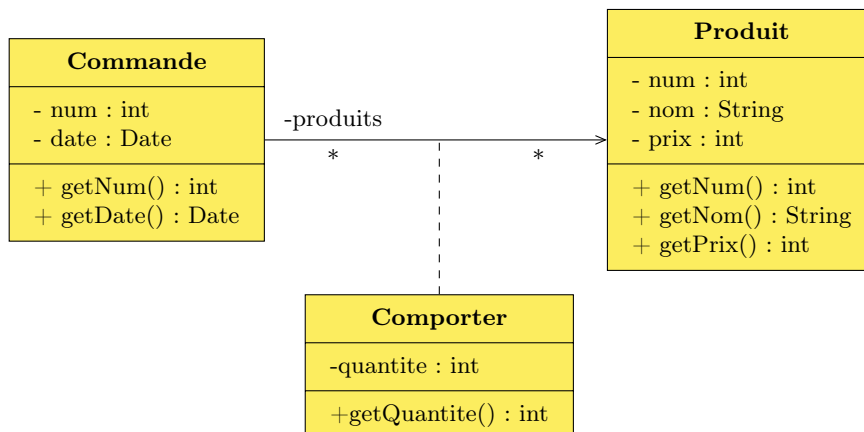 Commande
- num : int
- date : Date
+ getNum() : int
+ getDate() : Date
-produits
*
*
Produit
- num : int
- nom : String
- prix : int
+ getNum() : int
+ getNom() : String
+ getPrix() : int
Comporter
-quantite : int
+getQuantite() : int